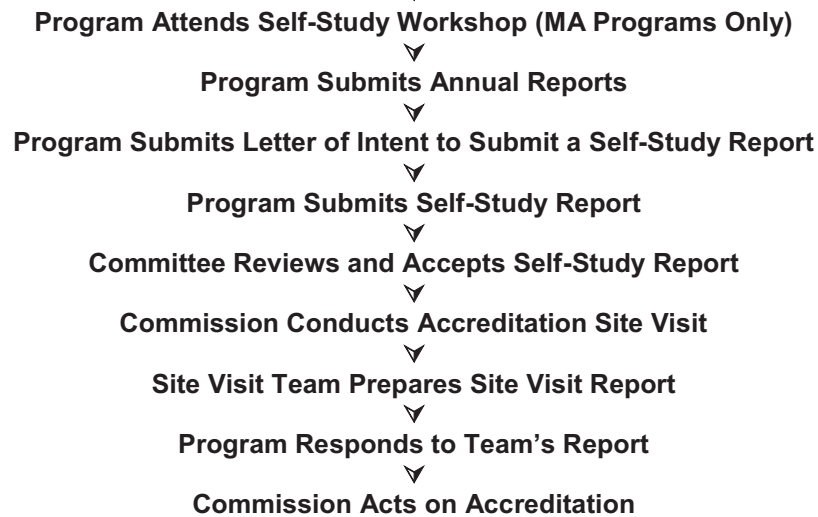 Program Attends Self-Study Workshop (MA Programs Only)
Program Submits Annual Reports
Program Submits Letter of Intent to Submit a Self-Study Report
Program Submits Self-Study Report
Committee Reviews and Accepts Self-Study Report
Commission Conducts Accreditation Site Visit
Site Visit Team Prepares Site Visit Report
Program Responds to Team’s Report
Commission Acts on Accreditation